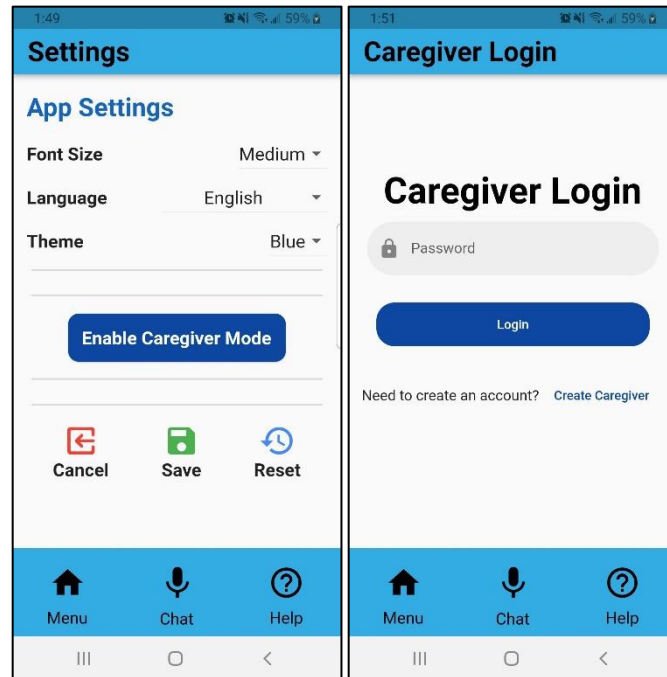 1:49 59%
Settings
App Settings
Font Size Medium
Language English
Theme Blue
Enable Caregiver Mode
Cancel Save Reset
Menu Chat Help
1:51 59%
Caregiver Login
Caregiver Login
Password
Login
Need to create an account? Create Caregiver
Menu Chat Help